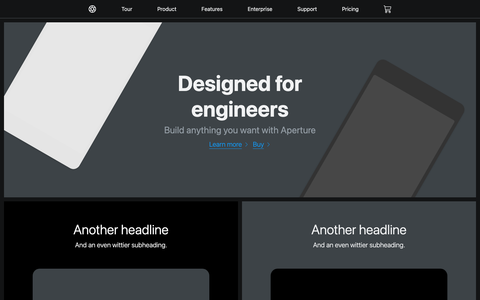 Tour Product Features Enterprise Support Pricing
Designed for
engineers
Build anything you want with Aperture
Learn more Buy
Another headline
And an even wittier subheading.
Another headline
And an even wittier subheading.